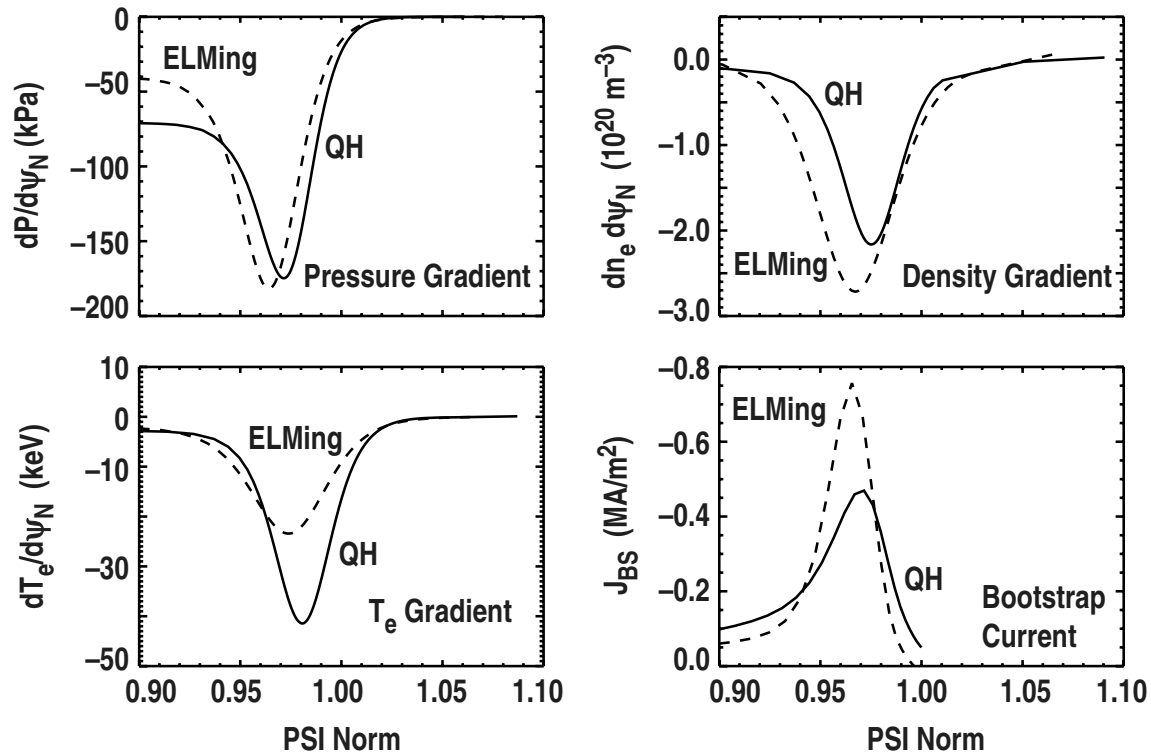 0
−50
−100
−150
−200
dP/dψN (kPa)
ELMing
QH
Pressure Gradient
0.0
−1.0
−2.0
−3.0
dne dψN (10²⁰ m⁻³)
QH
ELMing
Density Gradient
10
0
−10
−20
−30
−40
−50
dTe/dψN (keV)
ELMing
QH
Te Gradient
0.90 0.95 1.00 1.05 1.10
PSI Norm
−0.8
−0.6
−0.4
−0.2
0.0
JBS (MA/m²)
ELMing
QH
Bootstrap
Current
0.90 0.95 1.00 1.05 1.10
PSI Norm